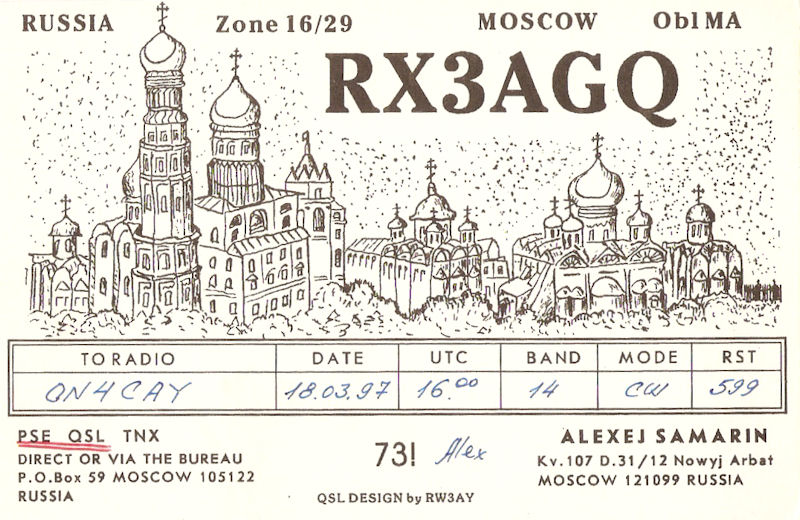 RUSSIA Zone 16/29 MOSCOW Obl MA
RX3AGQ
TO RADIO DATE UTC BAND MODE RST
ON4CAY 18.03.97 16.00 14 CW 599
PSE QSL TNX
DIRECT OR VIA THE BUREAU
P.O.Box 59 MOSCOW 105122
RUSSIA
73! Alex
QSL DESIGN by RW3AY
ALEXEJ SAMARIN
Kv.107 D.31/12 Nowyj Arbat
MOSCOW 121099 RUSSIA